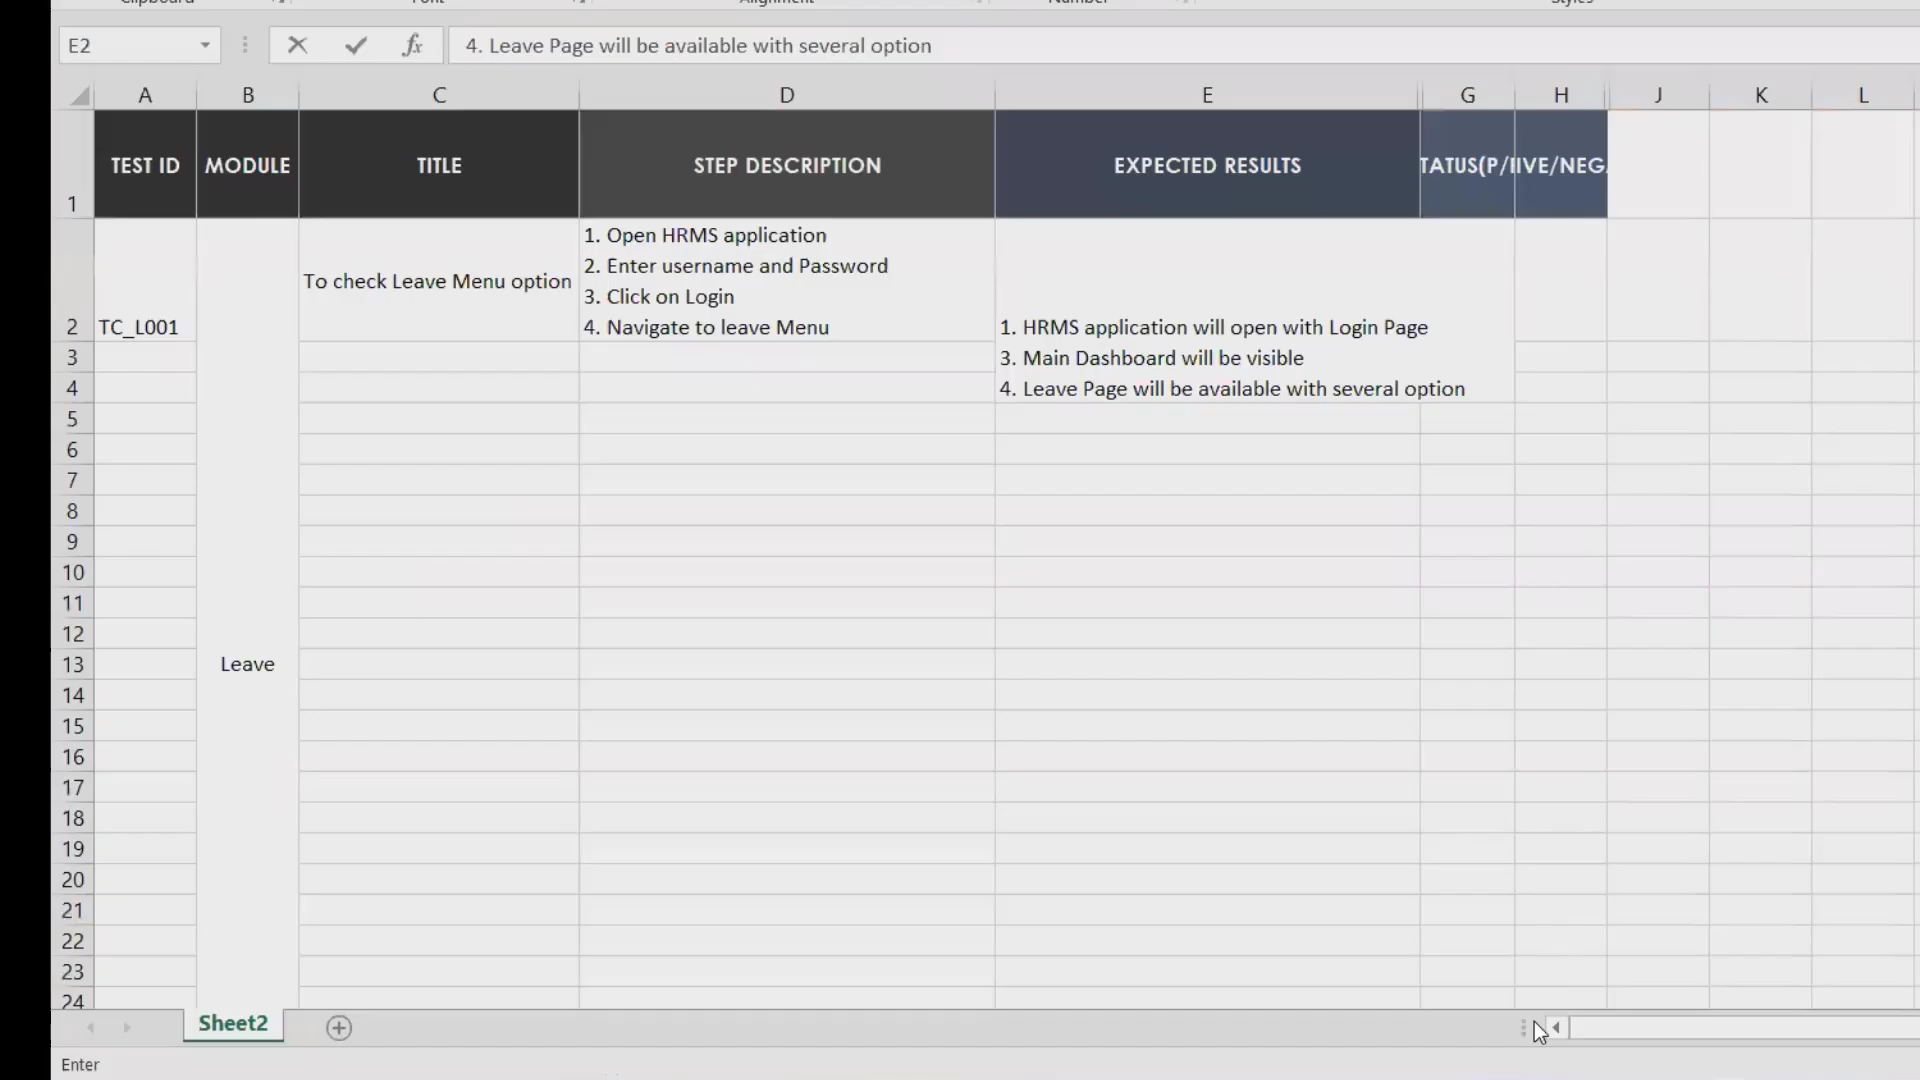 Clipboard
Font
Alignment
Number
Styles
E2
fx
4. Leave Page will be available with several option
A B C D E G H J K L
TEST ID MODULE TITLE STEP DESCRIPTION EXPECTED RESULTS TATUS(P/ IVE/NEG
1
2 TC_L001
To check Leave Menu option
1. Open HRMS application
2. Enter username and Password
3. Click on Login
4. Navigate to leave Menu
1. HRMS application will open with Login Page
3. Main Dashboard will be visible
4. Leave Page will be available with several option
3
4
5
6
7
8
9
10
11
12
13 Leave
14
15
16
17
18
19
20
21
22
23
24
Sheet2
Enter